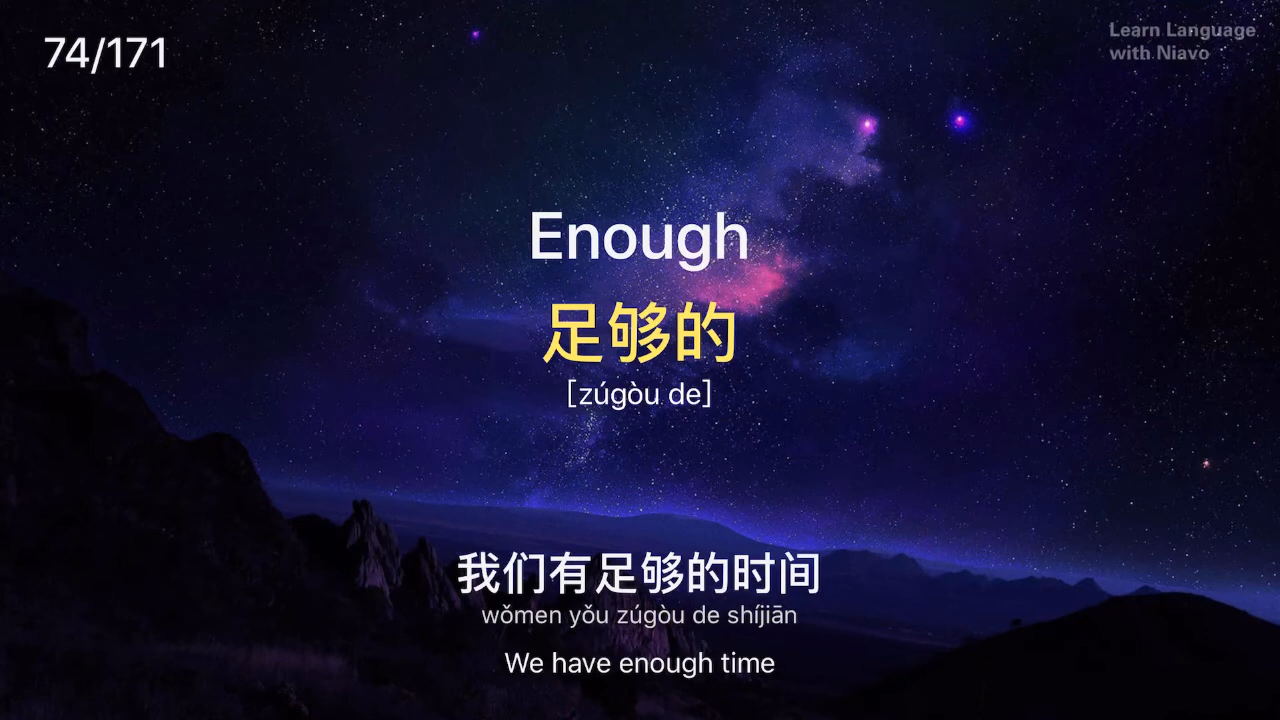 74/171
Learn Language
with Niavo
Enough
足够的
[zúgòu de]
我们有足够的时间
wǒmen yǒu zúgòu de shíjiān
We have enough time